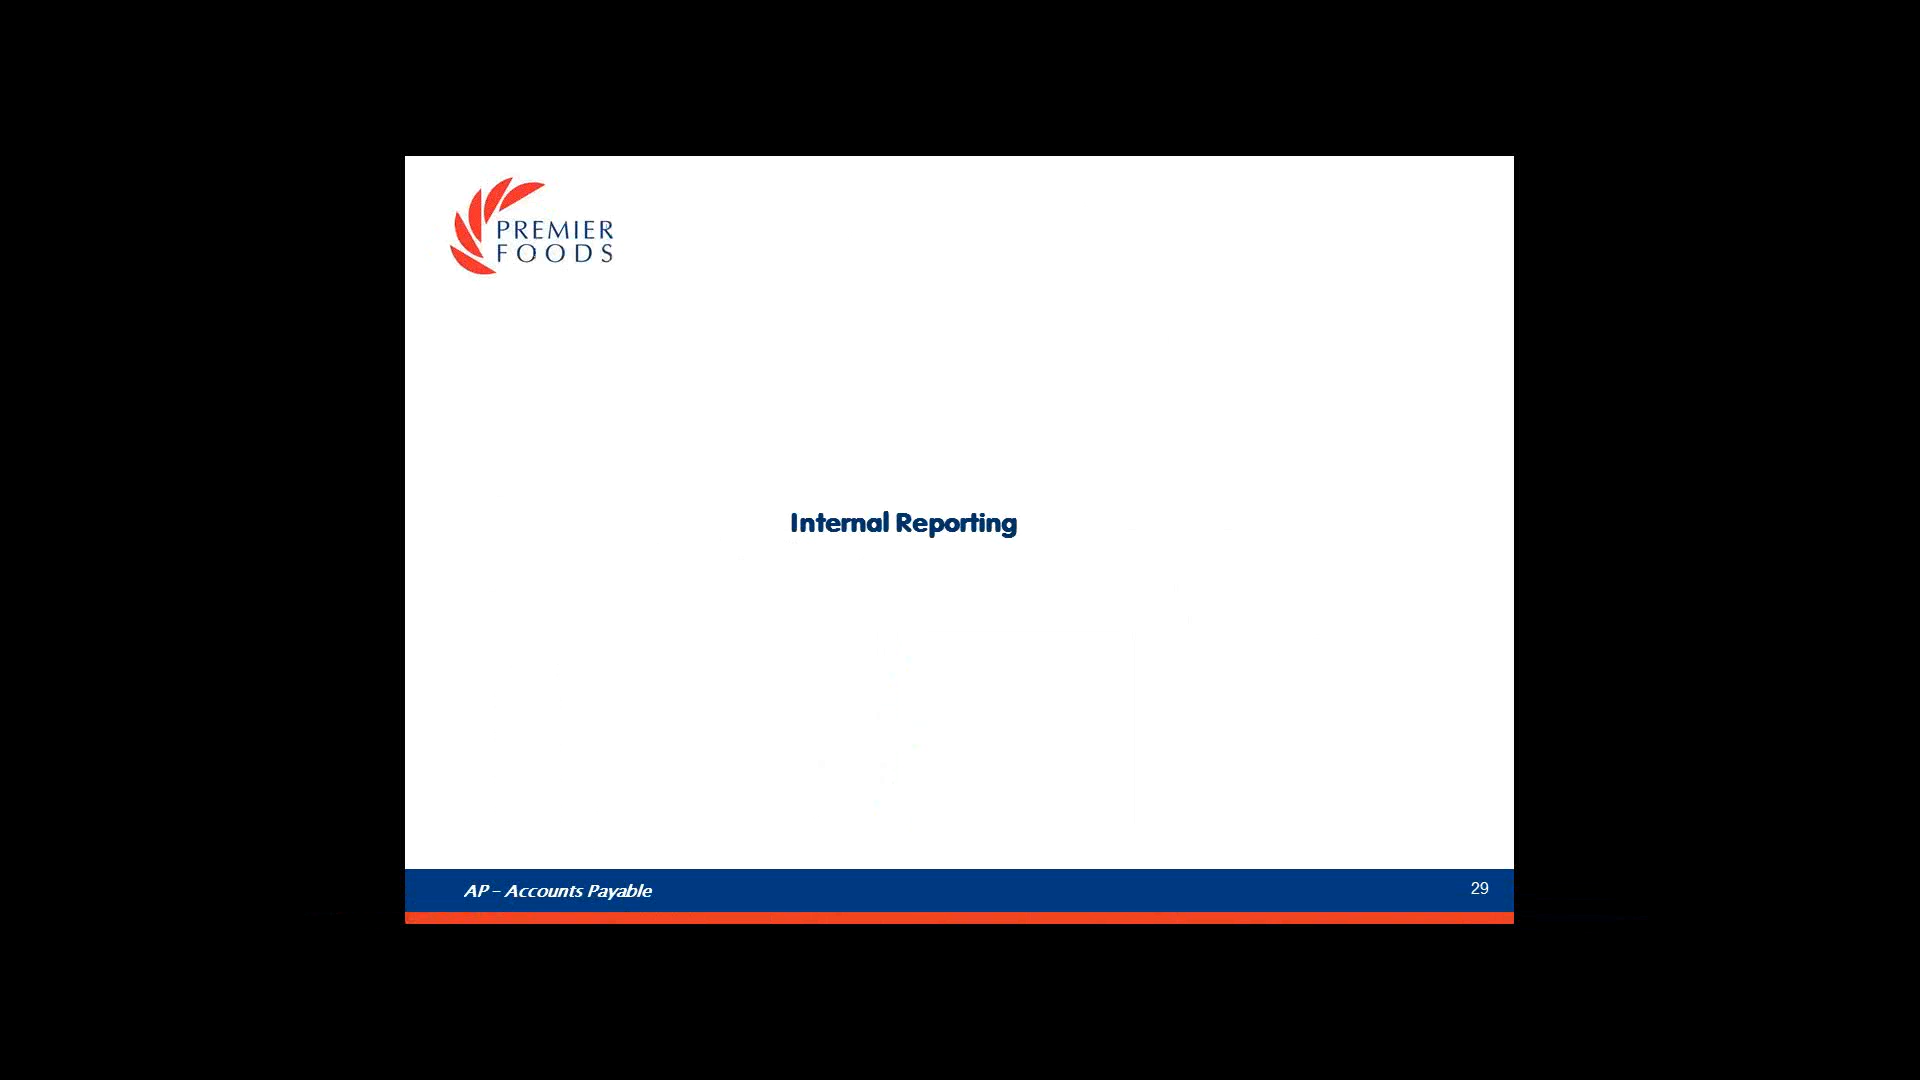 PREMIER
FOODS
Internal Reporting
AP – Accounts Payable
29